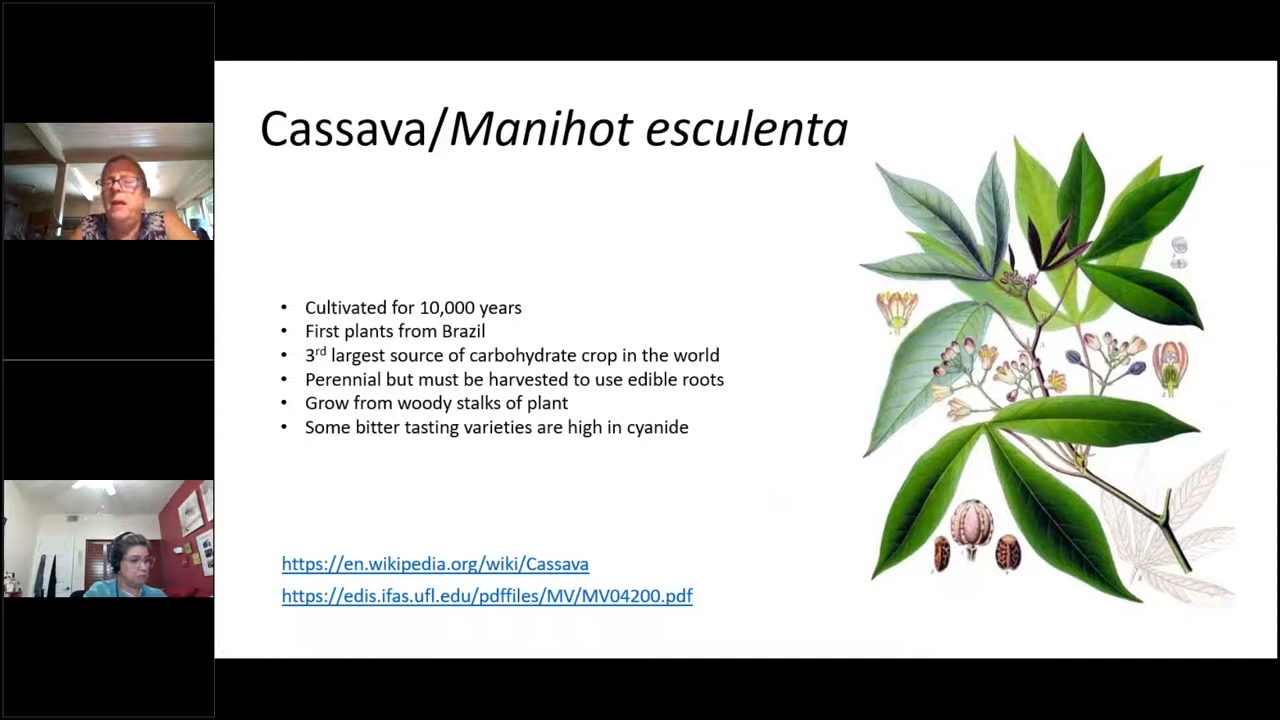 Cassava/Manihot esculenta
• Cultivated for 10,000 years
• First plants from Brazil
• 3rd largest source of carbohydrate crop in the world
• Perennial but must be harvested to use edible roots
• Grow from woody stalks of plant
• Some bitter tasting varieties are high in cyanide
https://en.wikipedia.org/wiki/Cassava
https://edis.ifas.ufl.edu/pdffiles/MV/MV04200.pdf